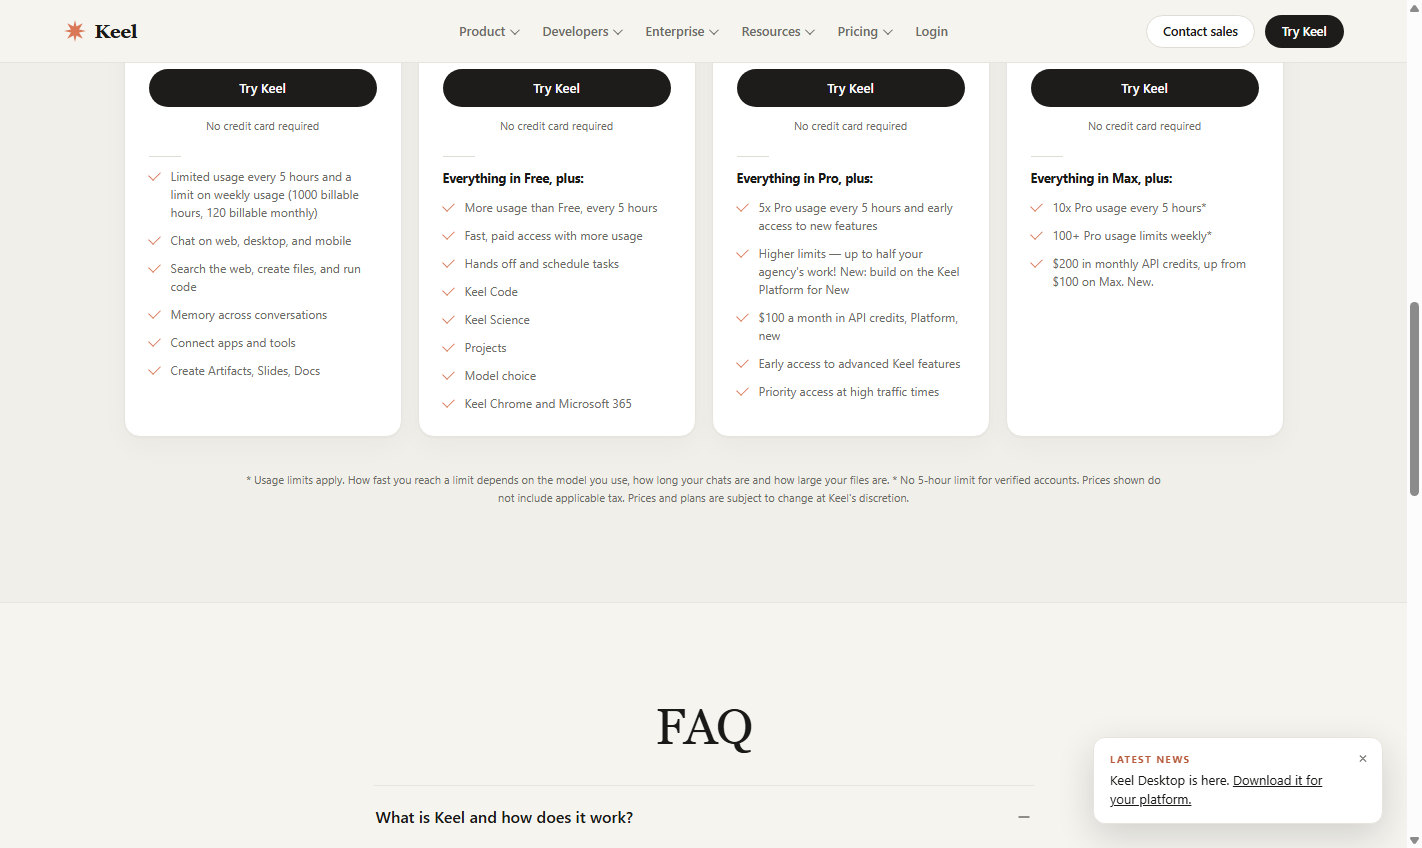 Keel
Product
Developers
Enterprise
Resources
Pricing
Login
Contact sales
Try Keel
Try Keel
No credit card required
Limited usage every 5 hours and a
limit on weekly usage (1000 billable
hours, 120 billable monthly)
Chat on web, desktop, and mobile
Search the web, create files, and run
code
Memory across conversations
Connect apps and tools
Create Artifacts, Slides, Docs
Try Keel
No credit card required
Everything in Free, plus:
More usage than Free, every 5 hours
Fast, paid access with more usage
Hands off and schedule tasks
Keel Code
Keel Science
Projects
Model choice
Keel Chrome and Microsoft 365
Try Keel
No credit card required
Everything in Pro, plus:
5x Pro usage every 5 hours and early
access to new features
Higher limits — up to half your
agency's work! New: build on the Keel
Platform for New
$100 a month in API credits, Platform,
new
Early access to advanced Keel features
Priority access at high traffic times
Try Keel
No credit card required
Everything in Max, plus:
10x Pro usage every 5 hours*
100+ Pro usage limits weekly*
$200 in monthly API credits, up from
$100 on Max. New.
* Usage limits apply. How fast you reach a limit depends on the model you use, how long your chats are and how large your files are. * No 5-hour limit for verified accounts. Prices shown do
not include applicable tax. Prices and plans are subject to change at Keel's discretion.
FAQ
What is Keel and how does it work?
LATEST NEWS
Keel Desktop is here. Download it for
your platform.